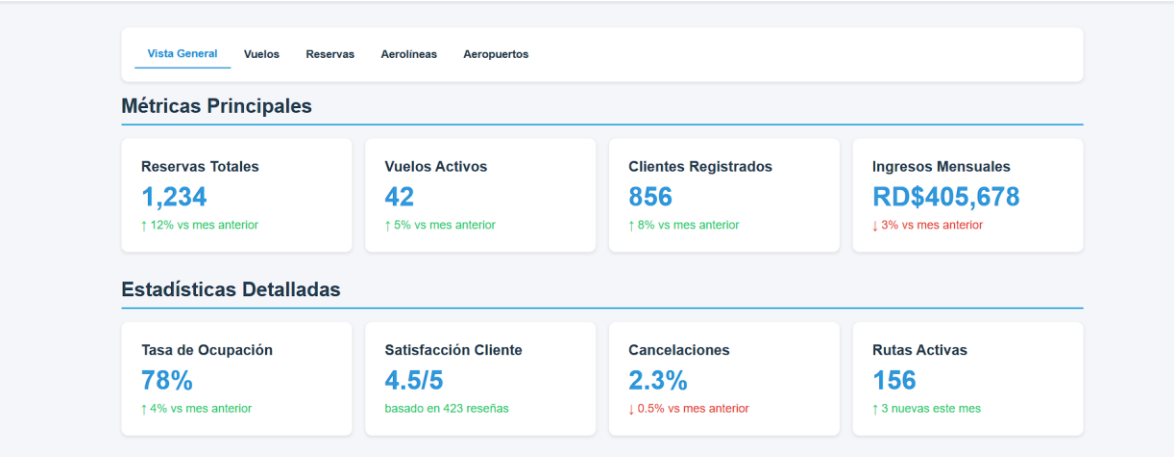 Vista General Vuelos Reservas Aerolíneas Aeropuertos
Métricas Principales
Reservas Totales
1,234
↑ 12% vs mes anterior
Vuelos Activos
42
↑ 5% vs mes anterior
Clientes Registrados
856
↑ 8% vs mes anterior
Ingresos Mensuales
RD$405,678
↓ 3% vs mes anterior
Estadísticas Detalladas
Tasa de Ocupación
78%
↑ 4% vs mes anterior
Satisfacción Cliente
4.5/5
basado en 423 reseñas
Cancelaciones
2.3%
↓ 0.5% vs mes anterior
Rutas Activas
156
↑ 3 nuevas este mes